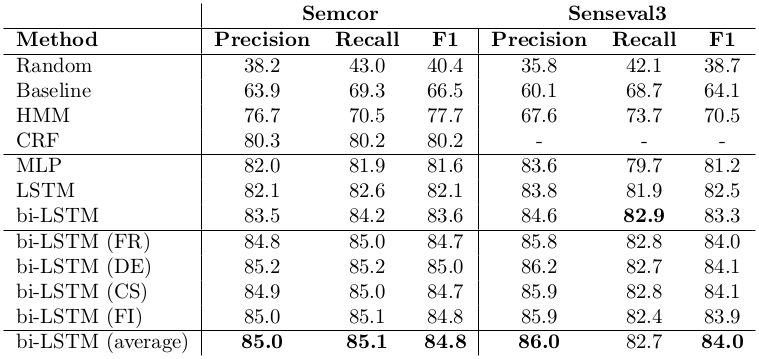 Semcor Senseval3
Method Precision Recall F1 Precision Recall F1
Random 38.2 43.0 40.4 35.8 42.1 38.7
Baseline 63.9 69.3 66.5 60.1 68.7 64.1
HMM 76.7 70.5 77.7 67.6 73.7 70.5
CRF 80.3 80.2 80.2 - - -
MLP 82.0 81.9 81.6 83.6 79.7 81.2
LSTM 82.1 82.6 82.1 83.8 81.9 82.5
bi-LSTM 83.5 84.2 83.6 84.6 82.9 83.3
bi-LSTM (FR) 84.8 85.0 84.7 85.8 82.8 84.0
bi-LSTM (DE) 85.2 85.2 85.0 86.2 82.7 84.1
bi-LSTM (CS) 84.9 85.0 84.7 85.9 82.8 84.1
bi-LSTM (FI) 85.0 85.1 84.8 85.9 82.4 83.9
bi-LSTM (average) 85.0 85.1 84.8 86.0 82.7 84.0